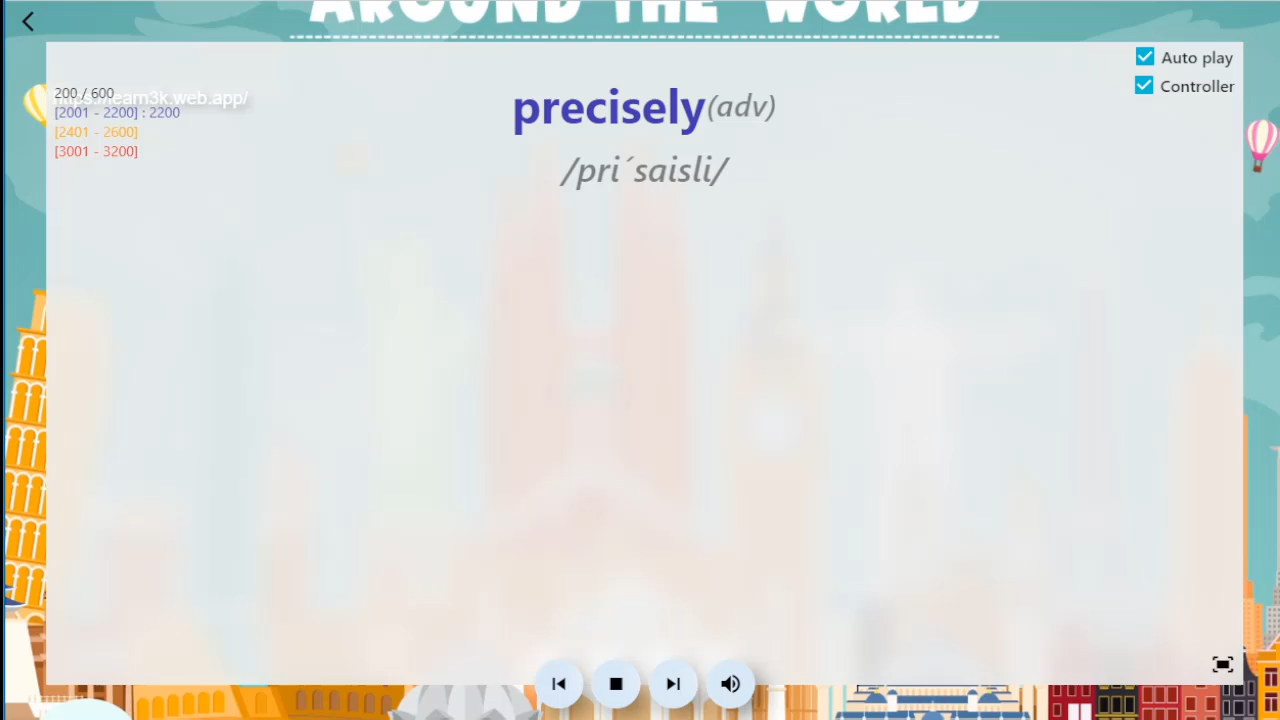 AROUND THE WORLD
Auto play
Controller
200 / 600
https://learn3k.web.app/
[2001 - 2200] : 2200
[2401 - 2600]
[3001 - 3200]
precisely(adv)
/pri´saisli/